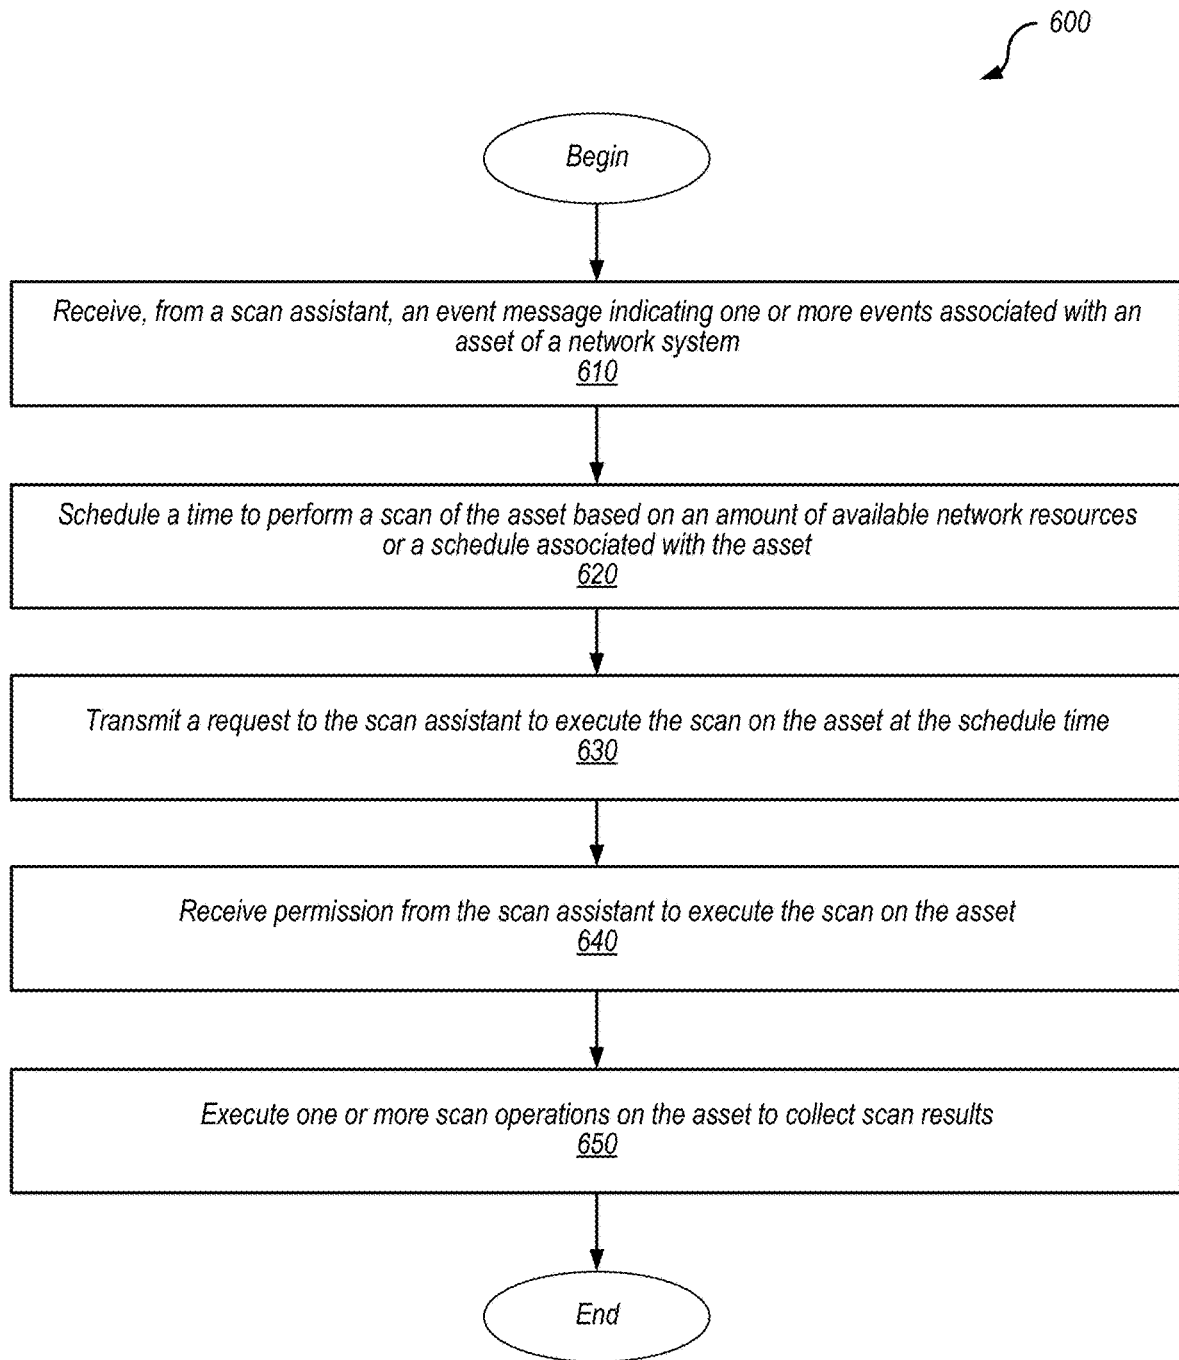 600
Begin
Receive, from a scan assistant, an event message indicating one or more events associated with an
asset of a network system
610
Schedule a time to perform a scan of the asset based on an amount of available network resources
or a schedule associated with the asset
620
Transmit a request to the scan assistant to execute the scan on the asset at the schedule time
630
Receive permission from the scan assistant to execute the scan on the asset
640
Execute one or more scan operations on the asset to collect scan results
650
End